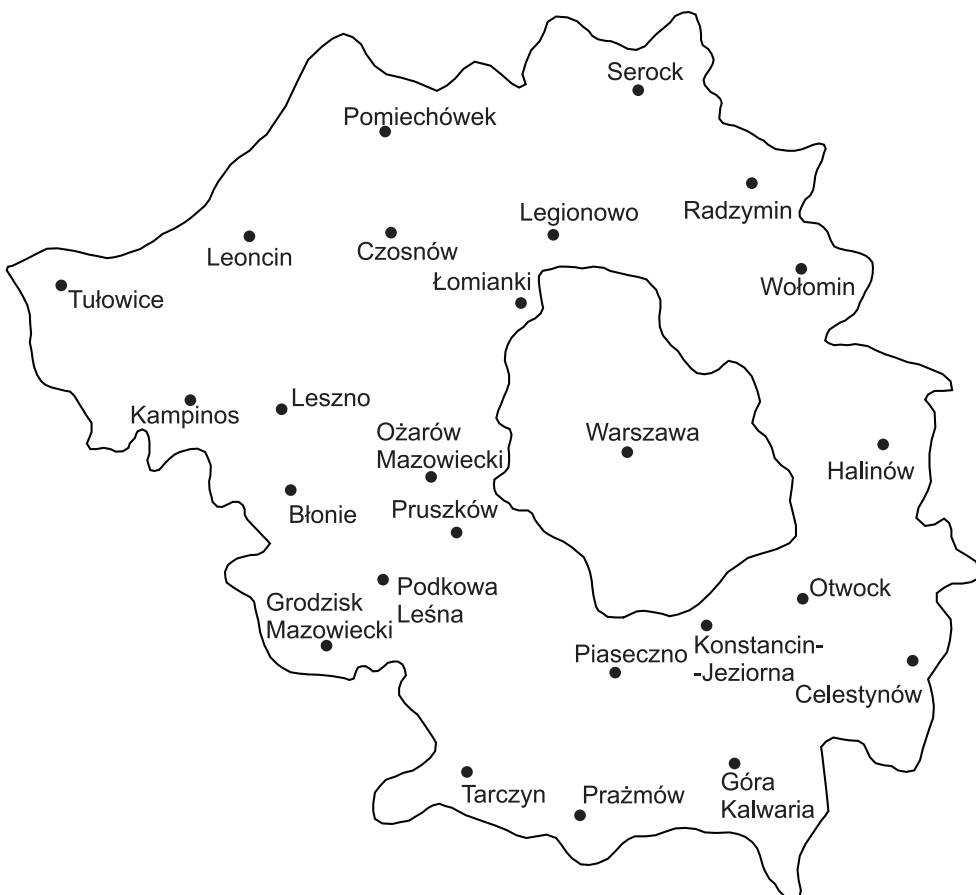 Serock
Pomiechówek
Radzymin
Legionowo
Czosnów
Leoncin
Łomianki
Wołomin
Tułowice
Leszno
Kampinos
Ożarów
Mazowiecki
Warszawa
Halinów
Błonie
Pruszków
Podkowa
Leśna
Otwock
Grodzisk
Mazowiecki
Konstancin-
-Jeziorna
Piaseczno
Celestynów
Tarczyn
Prażmów
Góra
Kalwaria